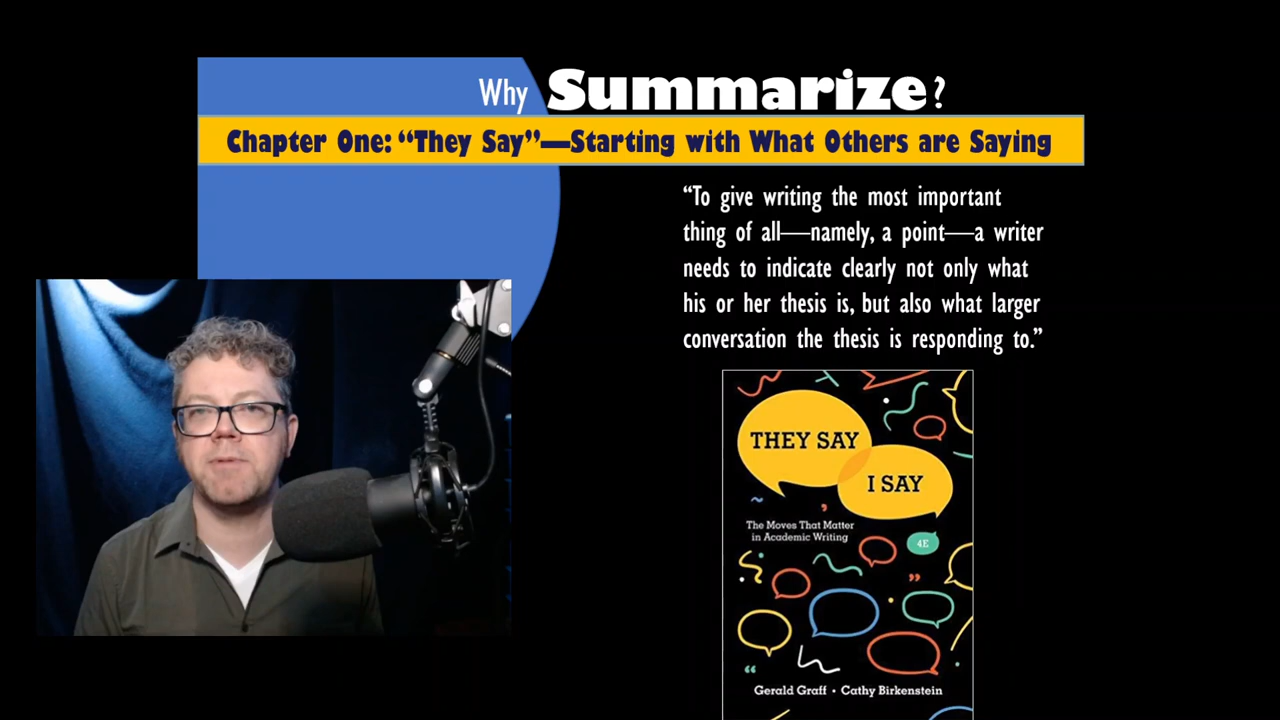 Why Summarize?
Chapter One: “They Say”—Starting with What Others are Saying
“To give writing the most important
thing of all—namely, a point—a writer
needs to indicate clearly not only what
his or her thesis is, but also what larger
conversation the thesis is responding to.”
THEY SAY
I SAY
The Moves That Matter
in Academic Writing
4E
Gerald Graff • Cathy Birkenstein